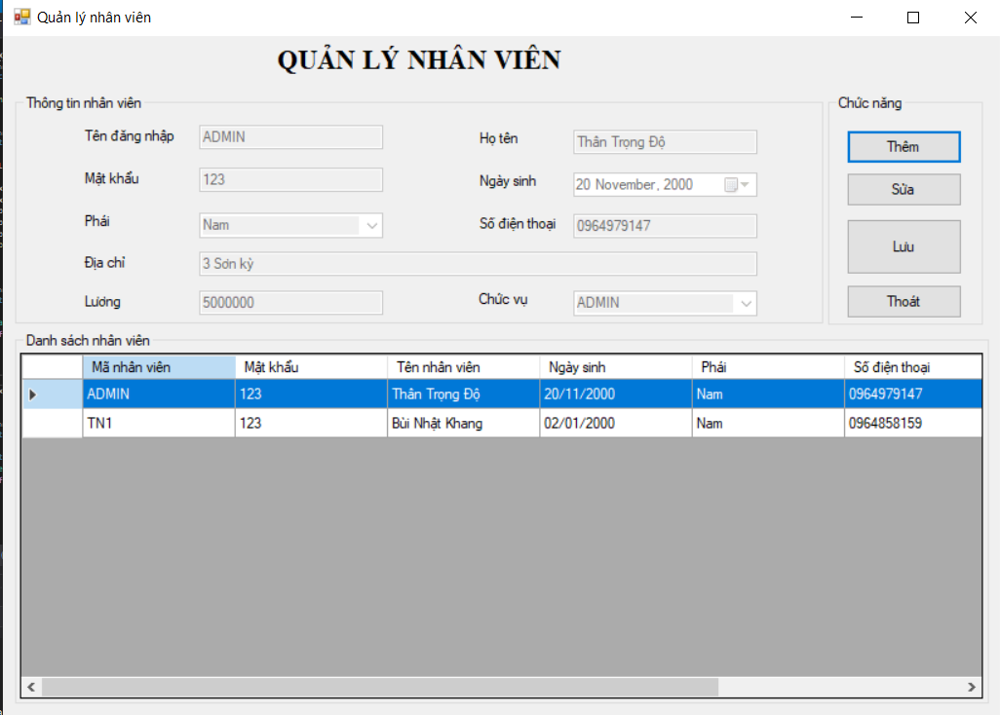 Quản lý nhân viên
QUẢN LÝ NHÂN VIÊN
Thông tin nhân viên
Tên đăng nhập ADMIN Họ tên Thân Trọng Độ
Mật khẩu 123 Ngày sinh 20 November, 2000
Phái Nam Số điện thoại 0964979147
Địa chỉ 3 Sơn kỳ
Lương 5000000 Chức vụ ADMIN
Chức năng
Thêm
Sửa
Lưu
Thoát
Danh sách nhân viên
Mã nhân viên Mật khẩu Tên nhân viên Ngày sinh Phái Số điện thoại
ADMIN 123 Thân Trọng Độ 20/11/2000 Nam 0964979147
TN1 123 Bùi Nhật Khang 02/01/2000 Nam 0964858159